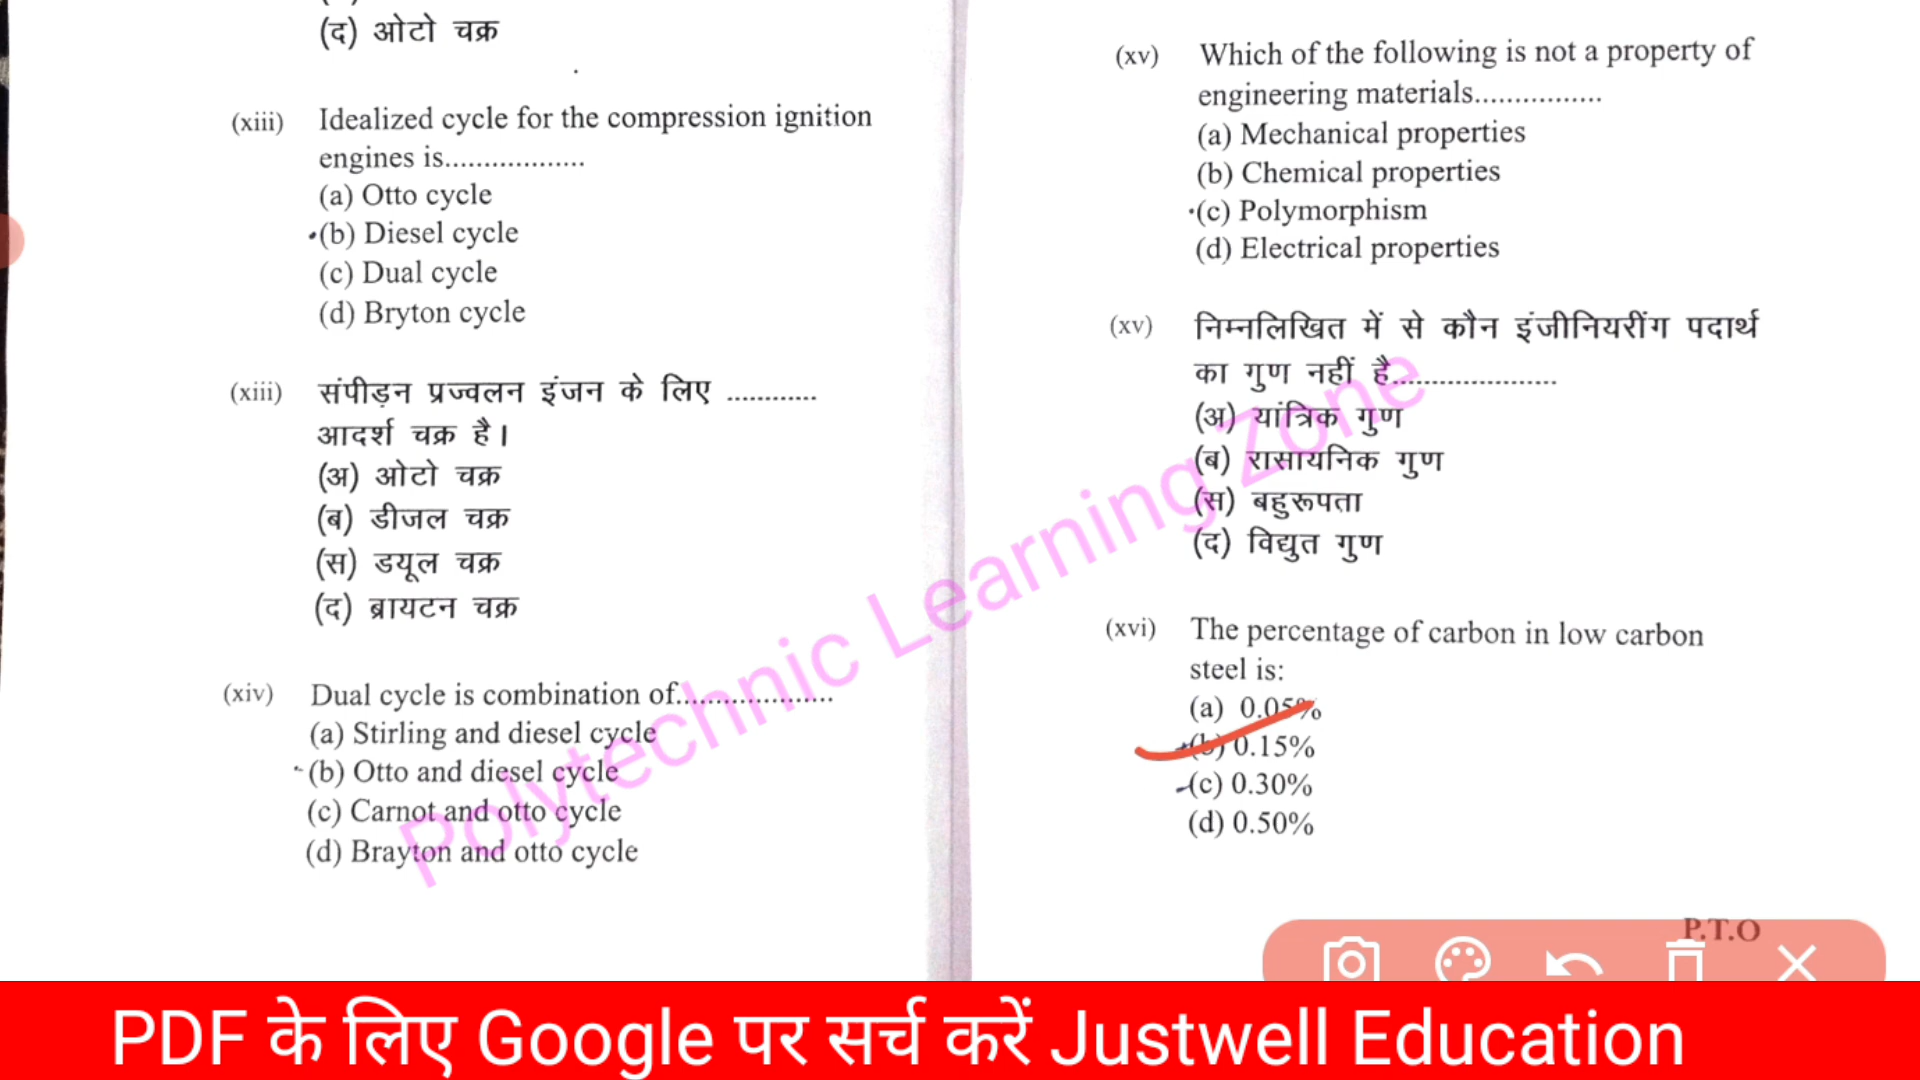 (द) ओटो चक्र
(xiii) Idealized cycle for the compression ignition
engines is..................
(a) Otto cycle
(b) Diesel cycle
(c) Dual cycle
(d) Bryton cycle
(xiii) संपीड़न प्रज्वलन इंजन के लिए ............
आदर्श चक्र है।
(अ) ओटो चक्र
(ब) डीजल चक्र
(स) डयूल चक्र
(द) ब्रायटन चक्र
(xiv) Dual cycle is combination of....................
(a) Stirling and diesel cycle
(b) Otto and diesel cycle
(c) Carnot and otto cycle
(d) Brayton and otto cycle
(xv) Which of the following is not a property of
engineering materials................
(a) Mechanical properties
(b) Chemical properties
(c) Polymorphism
(d) Electrical properties
(xv) निम्नलिखित में से कौन इंजीनियरींग पदार्थ
का गुण नहीं है.....................
(अ) यांत्रिक गुण
(ब) रासायनिक गुण
(स) बहुरूपता
(द) विद्युत गुण
(xvi) The percentage of carbon in low carbon
steel is:
(a) 0.05%
(b) 0.15%
(c) 0.30%
(d) 0.50%
P.T.O
Polytechnic Learning Zone
PDF के लिए Google पर सर्च करें Justwell Education